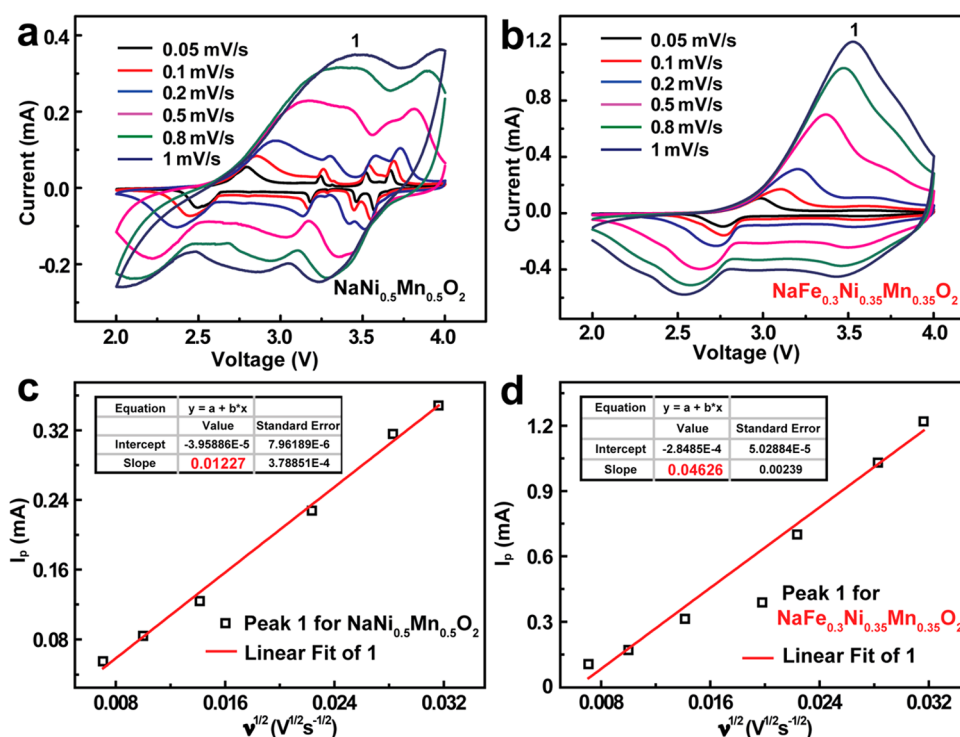 a
1
0.05 mV/s
0.1 mV/s
0.2 mV/s
0.5 mV/s
0.8 mV/s
1 mV/s
NaNi0.5Mn0.5O2
Current (mA)
0.4
0.2
0.0
-0.2
2.0 2.5 3.0 3.5 4.0
Voltage (V)
b
1
0.05 mV/s
0.1 mV/s
0.2 mV/s
0.5 mV/s
0.8 mV/s
1 mV/s
NaFe0.3Ni0.35Mn0.35O2
Current (mA)
1.2
0.8
0.4
0.0
-0.4
2.0 2.5 3.0 3.5 4.0
Voltage (V)
c
Equation y = a + b*x
Value Standard Error
Intercept -3.95886E-5 7.96189E-6
Slope 0.01227 3.78851E-4
Peak 1 for NaNi0.5Mn0.5O2
Linear Fit of 1
Ip (mA)
0.32
0.24
0.16
0.08
0.008 0.016 0.024 0.032
ν1/2 (V1/2s-1/2)
d
Equation y = a + b*x
Value Standard Error
Intercept -2.8485E-4 5.02884E-5
Slope 0.04626 0.00239
Peak 1 for
NaFe0.3Ni0.35Mn0.35O2
Linear Fit of 1
Ip (mA)
1.2
0.9
0.6
0.3
0
0.008 0.016 0.024 0.032
ν1/2 (V1/2s-1/2)